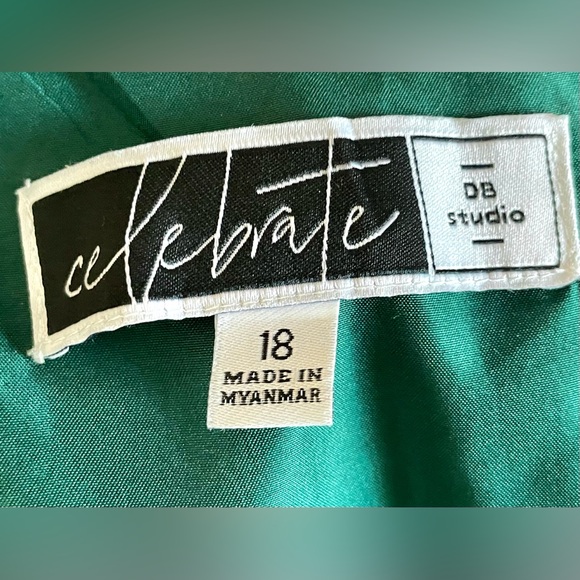 celebrate
DB
studio
18
MADE IN
MYANMAR